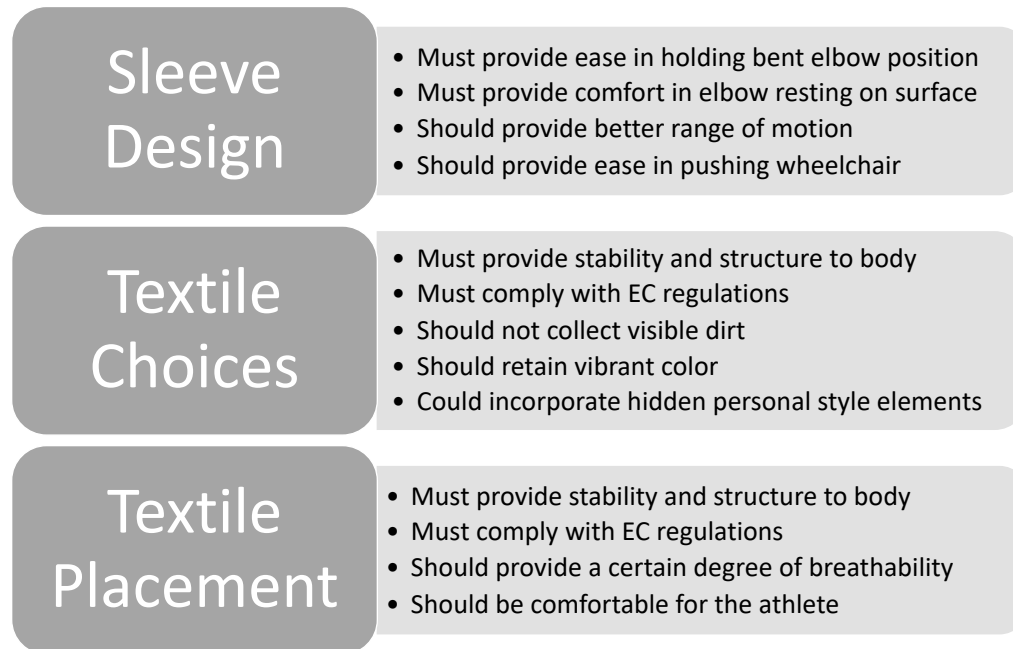 Sleeve
Design
• Must provide ease in holding bent elbow position
• Must provide comfort in elbow resting on surface
• Should provide better range of motion
• Should provide ease in pushing wheelchair
Textile
Choices
• Must provide stability and structure to body
• Must comply with EC regulations
• Should not collect visible dirt
• Should retain vibrant color
• Could incorporate hidden personal style elements
Textile
Placement
• Must provide stability and structure to body
• Must comply with EC regulations
• Should provide a certain degree of breathability
• Should be comfortable for the athlete